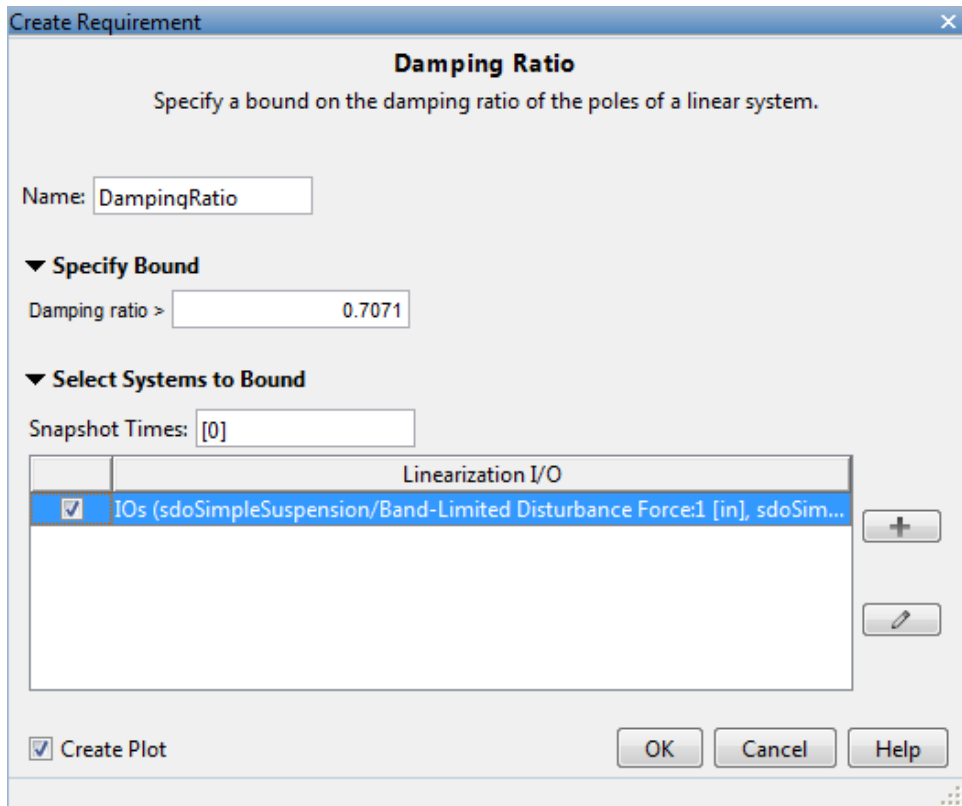 Create Requirement
Damping Ratio
Specify a bound on the damping ratio of the poles of a linear system.
Name: DampingRatio
Specify Bound
Damping ratio > 0.7071
Select Systems to Bound
Snapshot Times: [0]
Linearization I/O
IOs (sdoSimpleSuspension/Band-Limited Disturbance Force:1 [in], sdoSim...
Create Plot OK Cancel Help